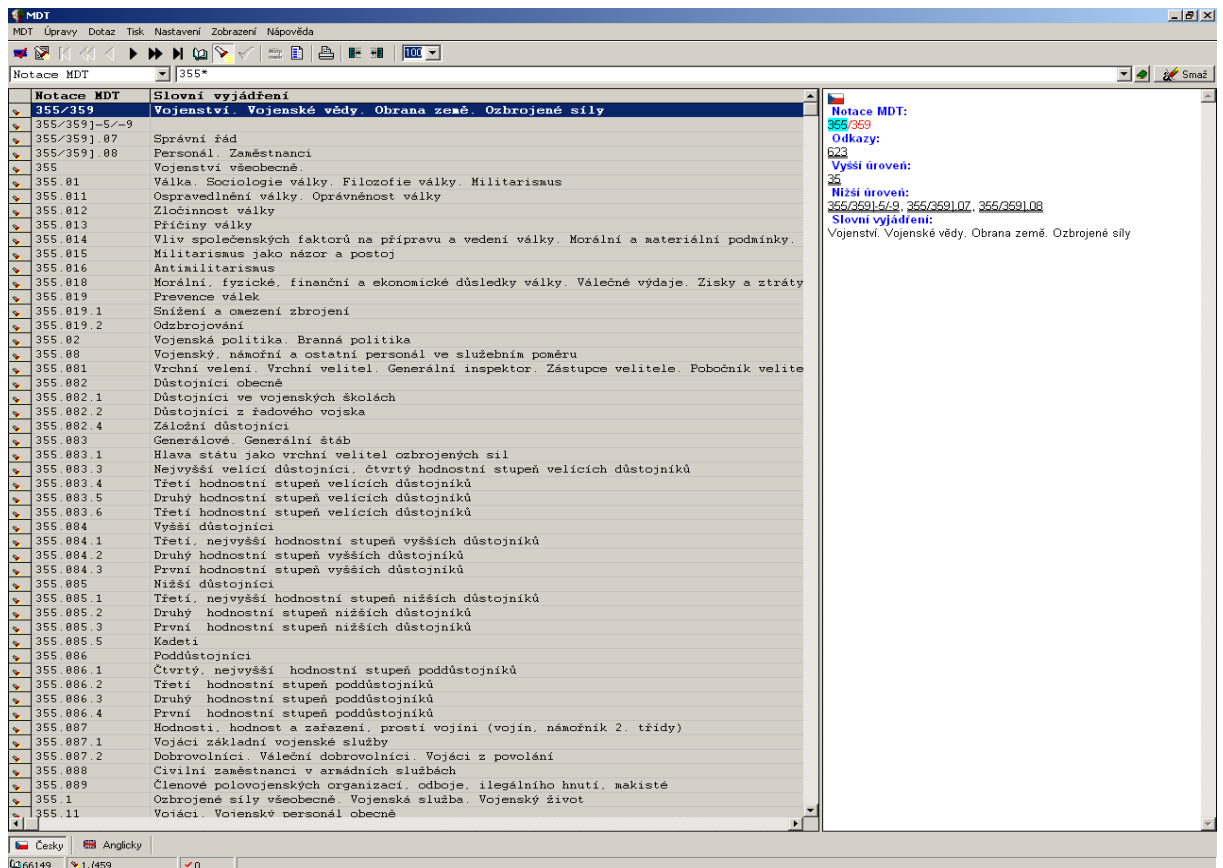 MDT
MDT Úpravy Dotaz Tisk Nastavení Zobrazení Nápověda
100
Notace MDT 355* Smaž
Notace MDT Slovní vyjádření
355/359 Vojenství. Vojenské vědy. Obrana země. Ozbrojené síly
355/359]-5/-9
355/359].07 Správní řád
355/359].08 Personál. Zaměstnanci
355 Vojenství všeobecně.
355.01 Válka. Sociologie války. Filozofie války. Militarismus
355.011 Ospravedlnění války. Oprávněnost války
355.012 Zločinnost války
355.013 Příčiny války
355.014 Vliv společenských faktorů na přípravu a vedení války. Morální a materiální podmínky.
355.015 Militarismus jako názor a postoj
355.016 Antimilitarismus
355.018 Morální, fyzické, finanční a ekonomické důsledky války. Válečné výdaje. Zisky a ztráty
355.019 Prevence válek
355.019.1 Snížení a omezení zbrojení
355.019.2 Odzbrojování
355.02 Vojenská politika. Branná politika
355.08 Vojenský, námořní a ostatní personál ve služebním poměru
355.081 Vrchní velení. Vrchní velitel. Generální inspektor. Zástupce velitele. Pobočník velite
355.082 Důstojníci obecně
355.082.1 Důstojníci ve vojenských školách
355.082.2 Důstojníci z řadového vojska
355.082.4 Záložní důstojníci
355.083 Generálové. Generální štáb
355.083.1 Hlava státu jako vrchní velitel ozbrojených sil
355.083.3 Nejvyšší velící důstojníci, čtvrtý hodnostní stupeň velících důstojníků
355.083.4 Třetí hodnostní stupeň velících důstojníků
355.083.5 Druhý hodnostní stupeň velících důstojníků
355.083.6 Třetí hodnostní stupeň velících důstojníků
355.084 Vyšší důstojníci
355.084.1 Třetí, nejvyšší hodnostní stupeň vyšších důstojníků
355.084.2 Druhý hodnostní stupeň vyšších důstojníků
355.084.3 První hodnostní stupeň vyšších důstojníků
355.085 Nižší důstojníci
355.085.1 Třetí, nejvyšší hodnostní stupeň nižších důstojníků
355.085.2 Druhý hodnostní stupeň nižších důstojníků
355.085.3 První hodnostní stupeň nižších důstojníků
355.085.5 Kadeti
355.086 Poddůstojníci
355.086.1 Čtvrtý, nejvyšší hodnostní stupeň poddůstojníků
355.086.2 Třetí hodnostní stupeň poddůstojníků
355.086.3 Druhý hodnostní stupeň poddůstojníků
355.086.4 První hodnostní stupeň poddůstojníků
355.087 Hodnosti, hodnost a zařazení, prostí vojíni (vojín, námořník 2. třídy)
355.087.1 Vojáci základní vojenské služby
355.087.2 Dobrovolníci. Váleční dobrovolníci. Vojáci z povolání
355.088 Civilní zaměstnanci v armádních službách
355.089 Členové polovojenských organizací, odboje, ilegálního hnutí, makisté
355.1 Ozbrojené síly všeobecně. Vojenská služba. Vojenský život
355.11 Vojáci. Vojenský personál obecně
Notace MDT:
355/359
Odkazy:
623
Vyšší úroveň:
35
Nižší úroveň:
355/359]-5/-9, 355/359].07, 355/359].08
Slovní vyjádření:
Vojenství. Vojenské vědy. Obrana země. Ozbrojené síly
Česky Anglicky
66149 1./459 0